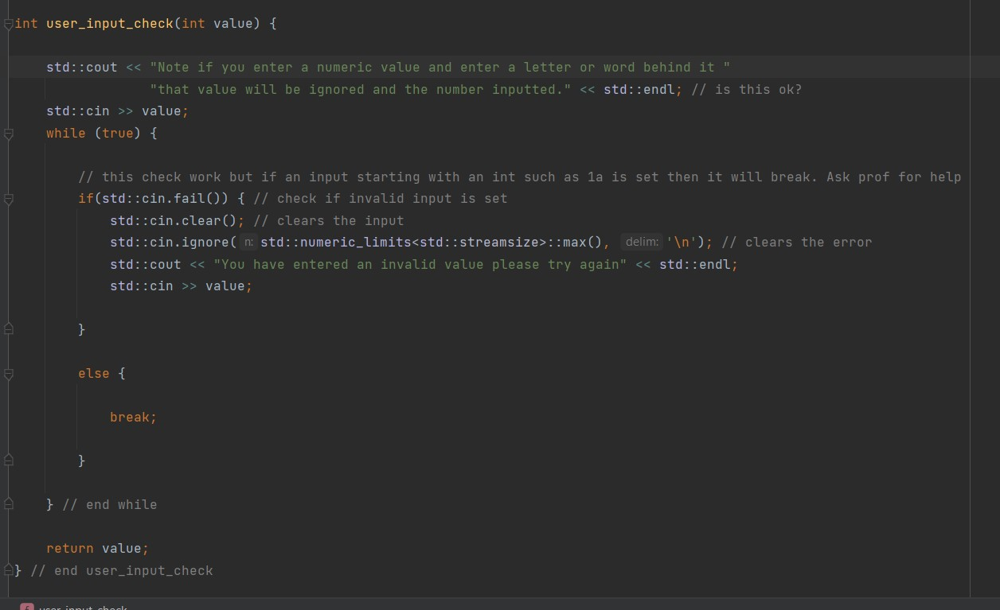 int user_input_check(int value) {
std::cout << "Note if you enter a numeric value and enter a letter or word behind it "
"that value will be ignored and the number inputted." << std::endl; // is this ok?
std::cin >> value;
while (true) {
// this check work but if an input starting with an int such as 1a is set then it will break. Ask prof for help
if(std::cin.fail()) { // check if invalid input is set
std::cin.clear(); // clears the input
std::cin.ignore( n: std::numeric_limits<std::streamsize>::max(), delim: '\n'); // clears the error
std::cout << "You have entered an invalid value please try again" << std::endl;
std::cin >> value;
}
else {
break;
}
} // end while
return value;
} // end user_input_check
f user_input_check